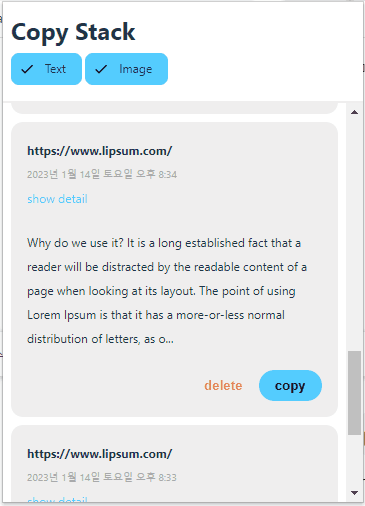 Copy Stack
Text
Image
https://www.lipsum.com/
2023년 1월 14일 토요일 오후 8:34
show detail
Why do we use it? It is a long established fact that a
reader will be distracted by the readable content of a
page when looking at its layout. The point of using
Lorem Ipsum is that it has a more-or-less normal
distribution of letters, as o...
delete
copy
https://www.lipsum.com/
2023년 1월 14일 토요일 오후 8:33
show detail